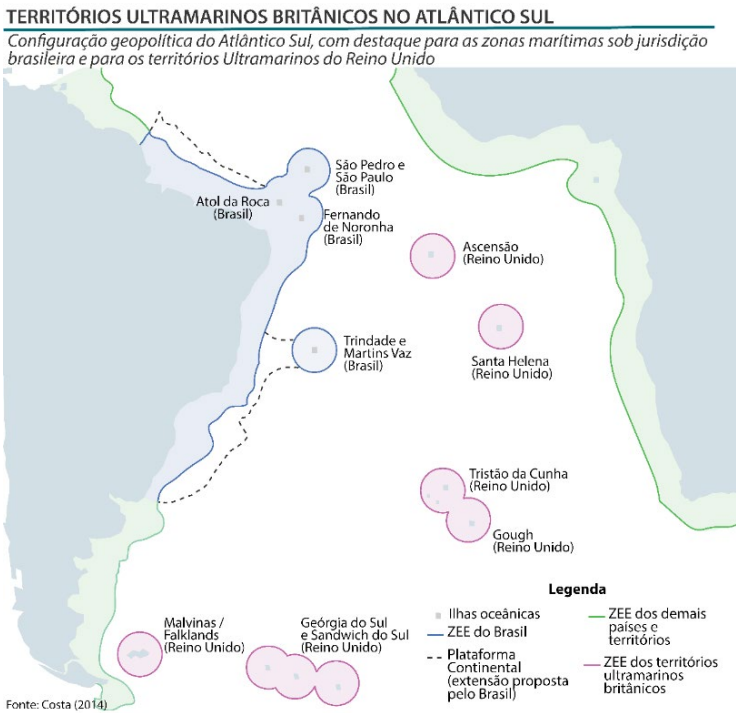 TERRITÓRIOS ULTRAMARINOS BRITÂNICOS NO ATLÂNTICO SUL
Configuração geopolítica do Atlântico Sul, com destaque para as zonas marítimas sob jurisdição
brasileira e para os territórios Ultramarinos do Reino Unido
São Pedro e
São Paulo
(Brasil)
Atol da Roca
(Brasil)
Fernando
de Noronha
(Brasil)
Ascensão
(Reino Unido)
Trindade e
Martins Vaz
(Brasil)
Santa Helena
(Reino Unido)
Tristão da Cunha
(Reino Unido)
Gough
(Reino Unido)
Malvinas /
Falklands
(Reino Unido)
Geórgia do Sul
e Sandwich do Sul
(Reino Unido)
Legenda
Ilhas oceânicas
ZEE do Brasil
Plataforma
Continental
(extensão proposta
pelo Brasil)
ZEE dos demais
países e
territórios
ZEE dos territórios
ultramarinos
britânicos
Fonte: Costa (2014)